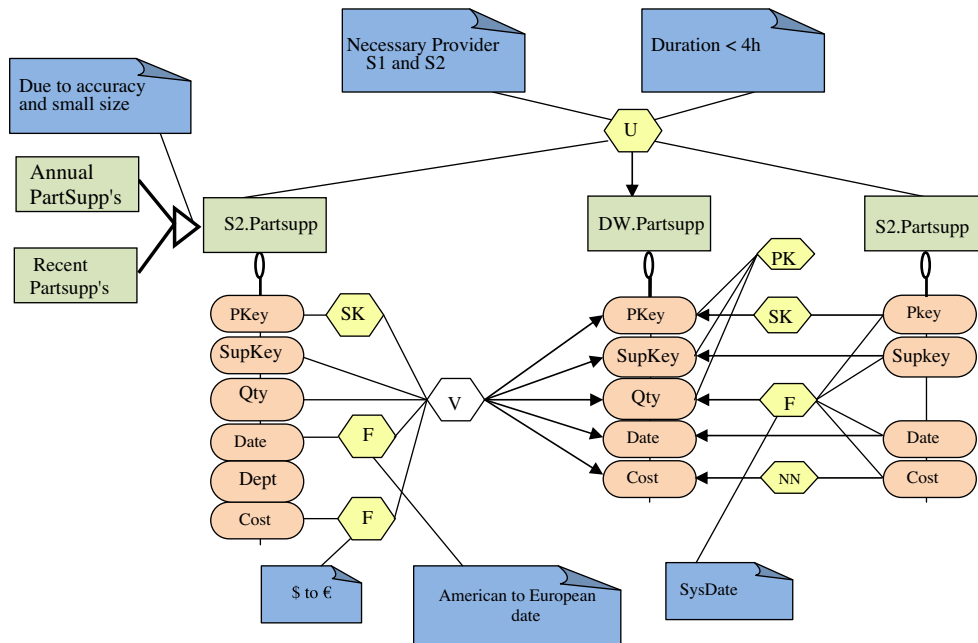 Necessary Provider
S1 and S2
Duration < 4h
Due to accuracy
and small size
U
Annual
PartSupp's
Recent
Partsupp's
S2.Partsupp
DW.Partsupp
S2.Partsupp
PK
PKey
SK
PKey
SK
Pkey
SupKey
SupKey
Supkey
Qty
V
Qty
F
Date
F
Date
Date
Dept
Cost
NN
Cost
Cost
F
$ to €
American to European
date
SysDate